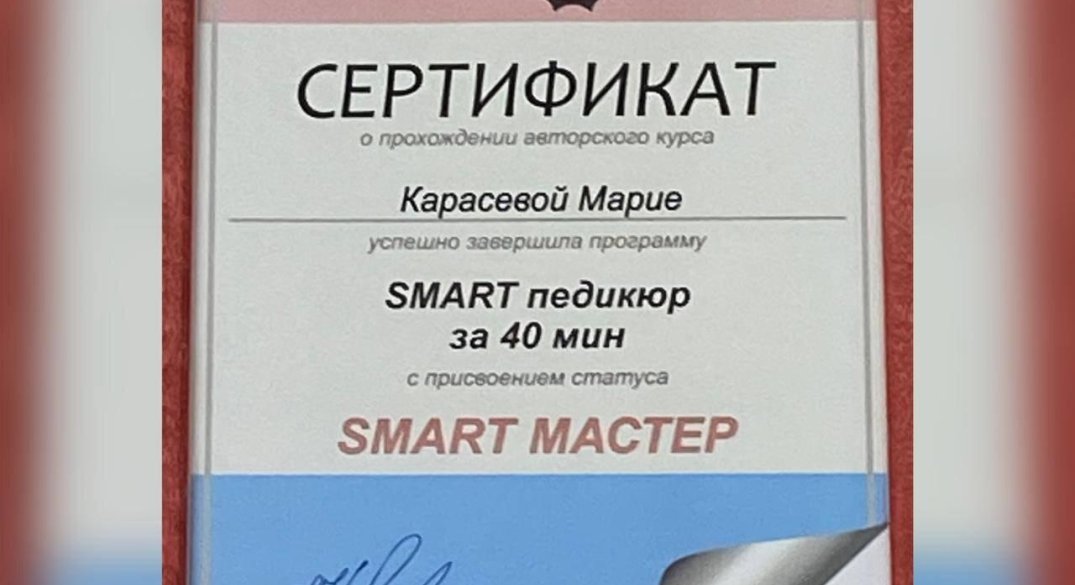 СЕРТИФИКАТ
о прохождении авторского курса
Карасевой Марие
успешно завершила программу
SMART педикюр
за 40 мин
с присвоением статуса
SMART МАСТЕР